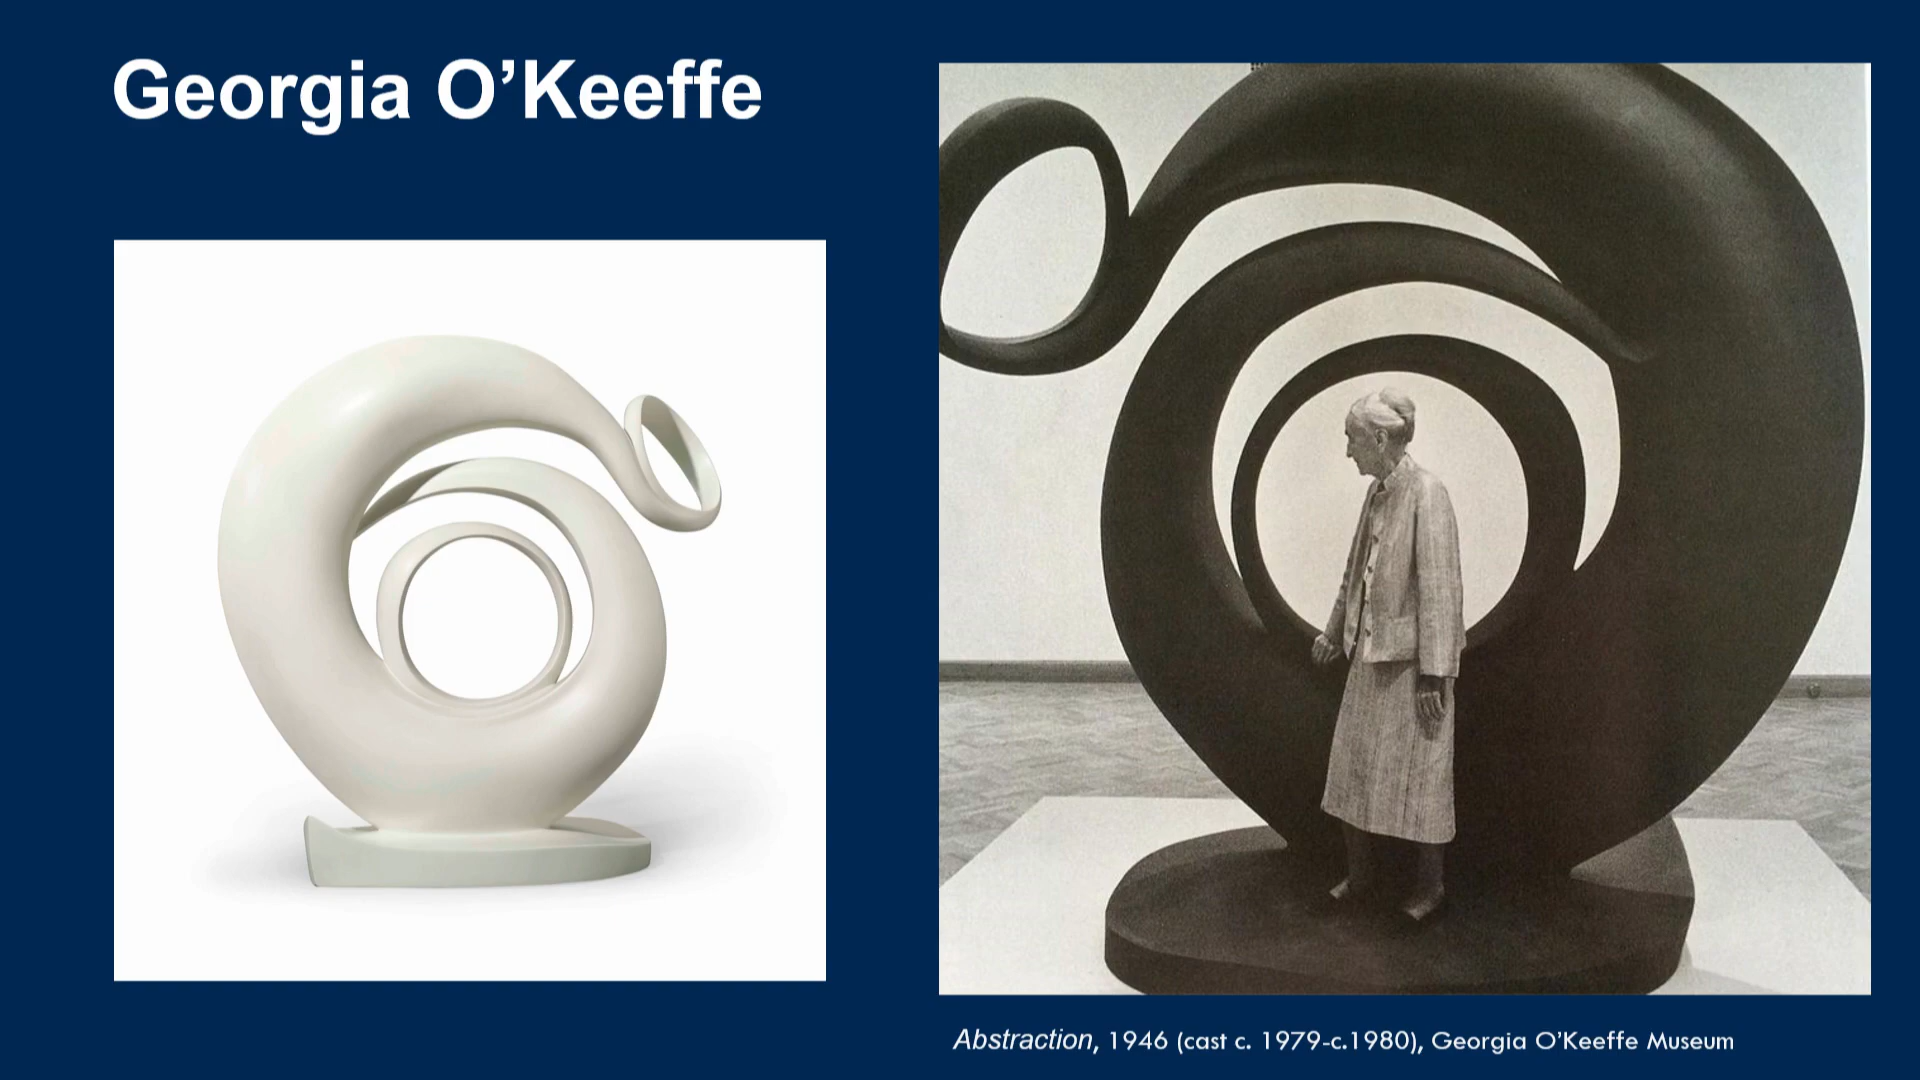 Georgia O’Keeffe
Abstraction, 1946 (cast c. 1979-c.1980), Georgia O’Keeffe Museum